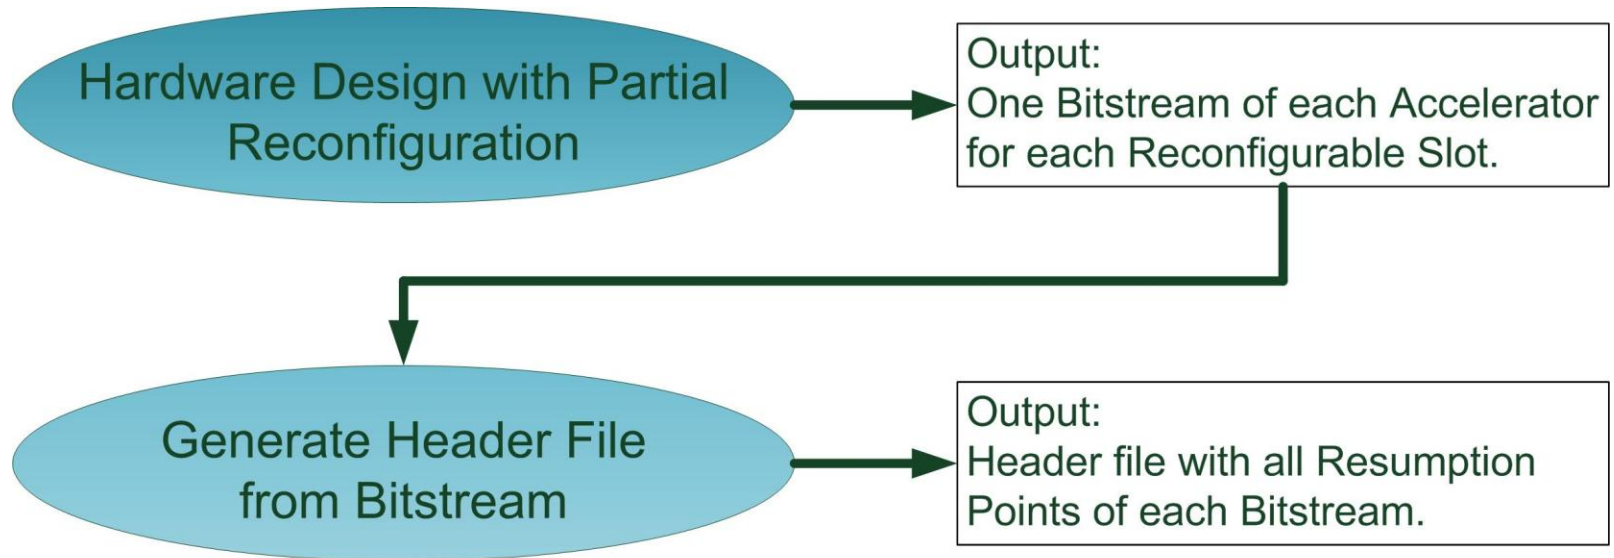 Hardware Design with Partial
Reconfiguration
Output:
One Bitstream of each Accelerator
for each Reconfigurable Slot.
Generate Header File
from Bitstream
Output:
Header file with all Resumption
Points of each Bitstream.